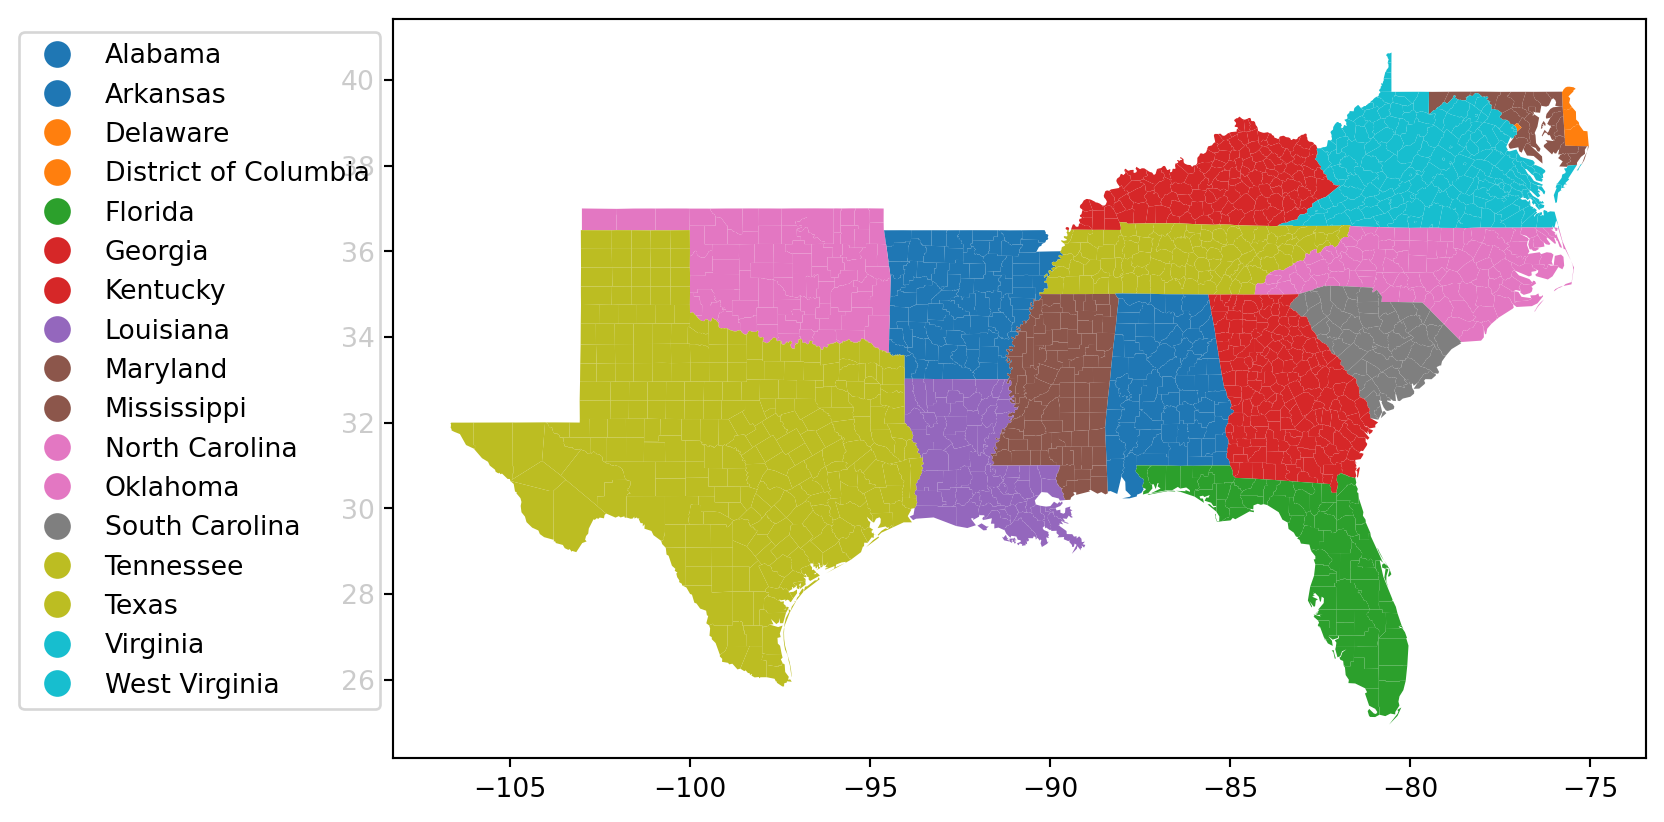 Alabama
Arkansas
Delaware
District of Columbia
Florida
Georgia
Kentucky
Louisiana
Maryland
Mississippi
North Carolina
Oklahoma
South Carolina
Tennessee
Texas
Virginia
West Virginia
40
38
36
34
32
30
28
26
−105
−100
−95
−90
−85
−80
−75